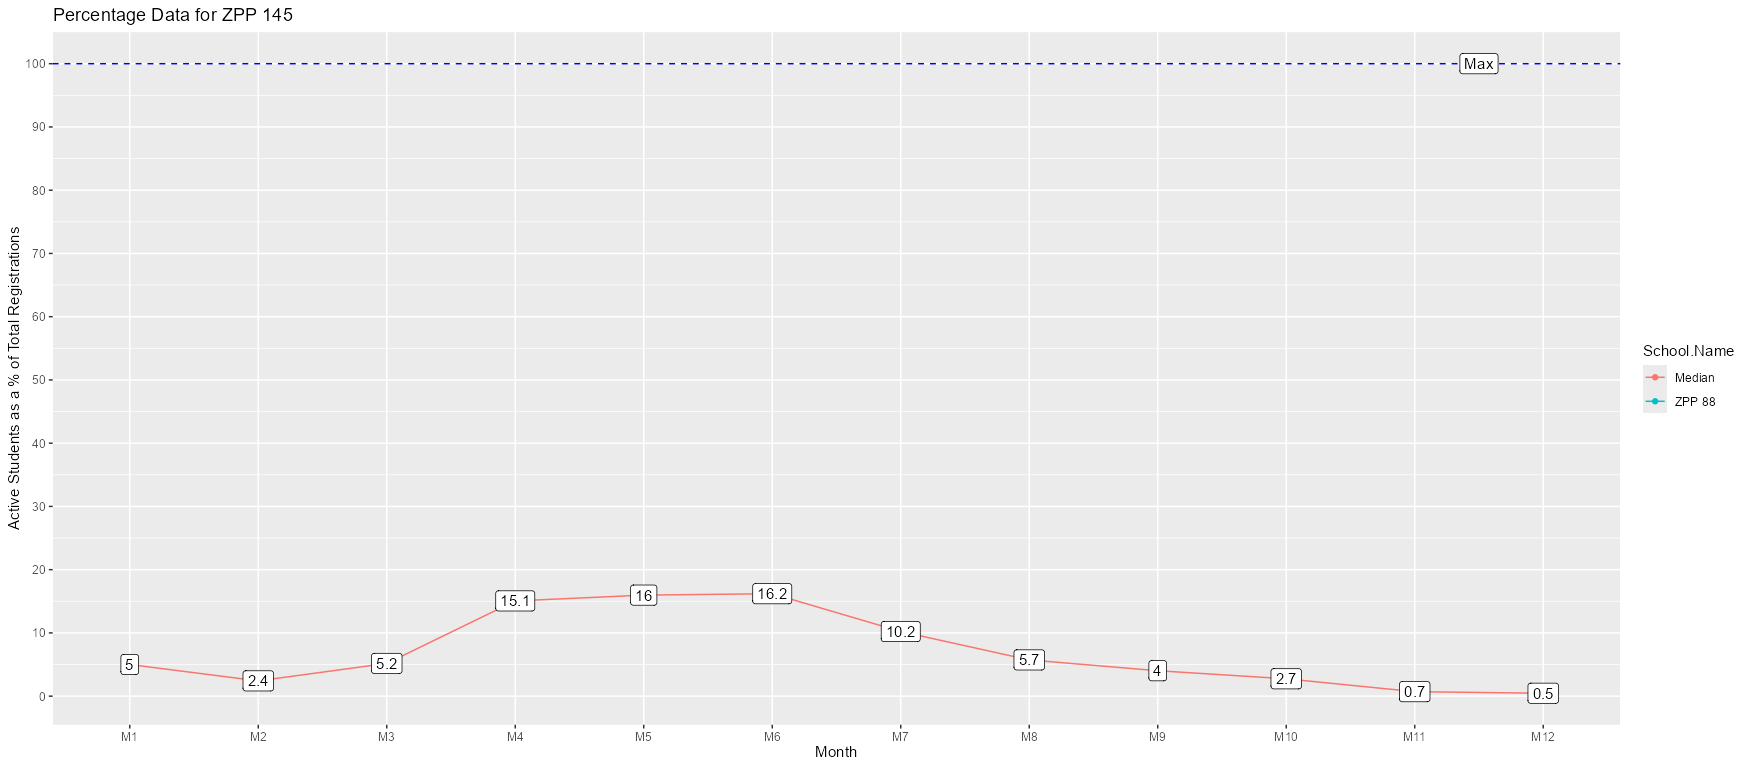 Percentage Data for ZPP 145
Active Students as a % of Total Registrations
100
90
80
70
60
50
40
30
20
10
0
Max
5
2.4
5.2
15.1
16
16.2
10.2
5.7
4
2.7
0.7
0.5
M1
M2
M3
M4
M5
M6
M7
M8
M9
M10
M11
M12
Month
School.Name
Median
ZPP 88